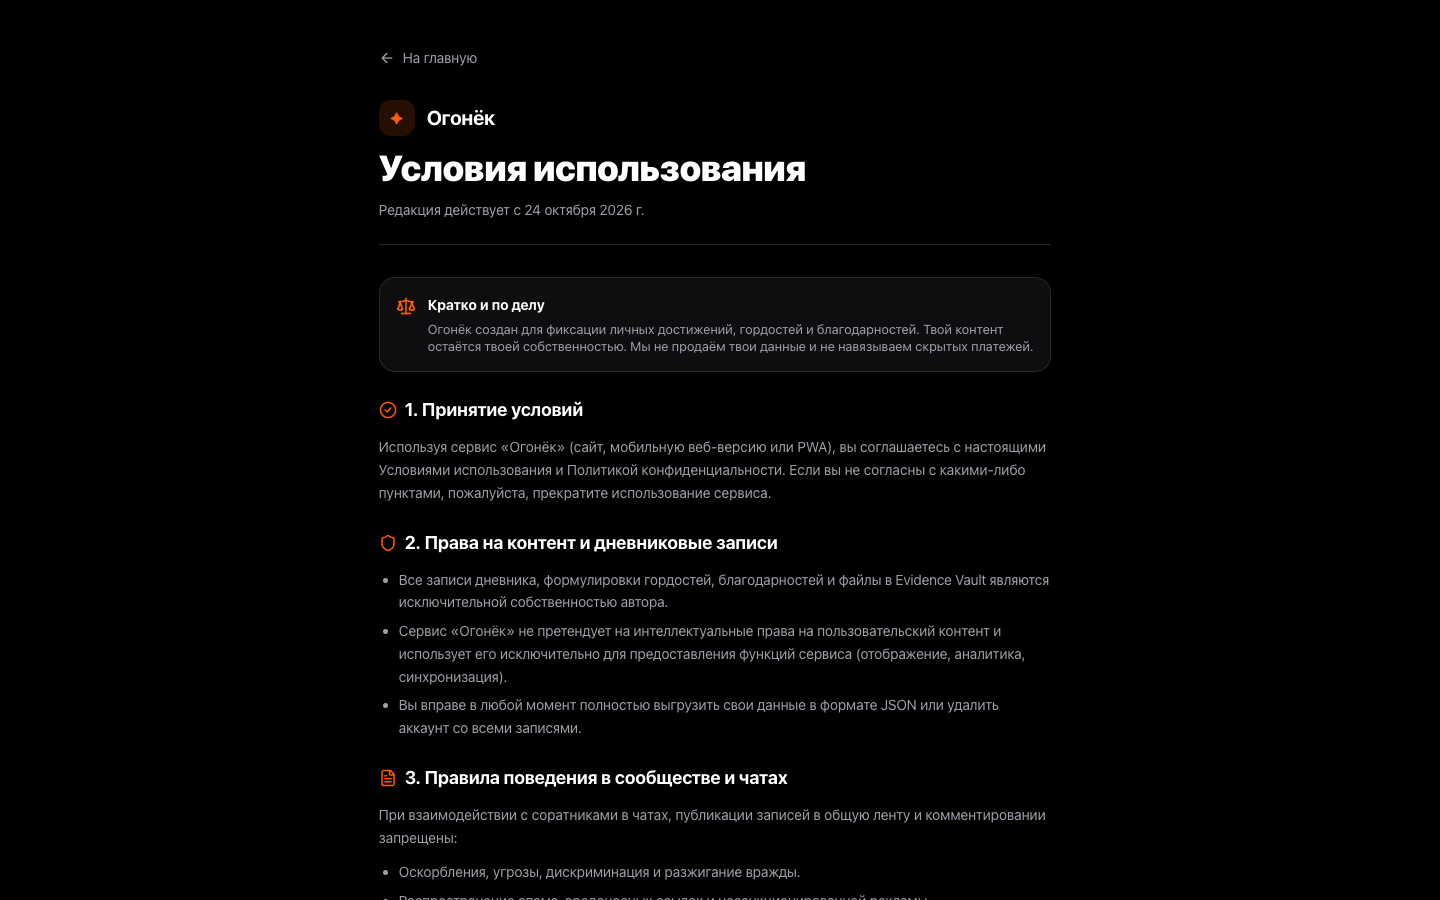 На главную
Огонёк
Условия использования
Редакция действует с 24 октября 2026 г.
Кратко и по делу
Огонёк создан для фиксации личных достижений, гордостей и благодарностей. Твой контент
остаётся твоей собственностью. Мы не продаём твои данные и не навязываем скрытых платежей.
1. Принятие условий
Используя сервис «Огонёк» (сайт, мобильную веб-версию или PWA), вы соглашаетесь с настоящими
Условиями использования и Политикой конфиденциальности. Если вы не согласны с какими-либо
пунктами, пожалуйста, прекратите использование сервиса.
2. Права на контент и дневниковые записи
• Все записи дневника, формулировки гордостей, благодарностей и файлы в Evidence Vault являются
исключительной собственностью автора.
• Сервис «Огонёк» не претендует на интеллектуальные права на пользовательский контент и
использует его исключительно для предоставления функций сервиса (отображение, аналитика,
синхронизация).
• Вы вправе в любой момент полностью выгрузить свои данные в формате JSON или удалить
аккаунт со всеми записями.
3. Правила поведения в сообществе и чатах
При взаимодействии с соратниками в чатах, публикации записей в общую ленту и комментировании
запрещены:
• Оскорбления, угрозы, дискриминация и разжигание вражды.